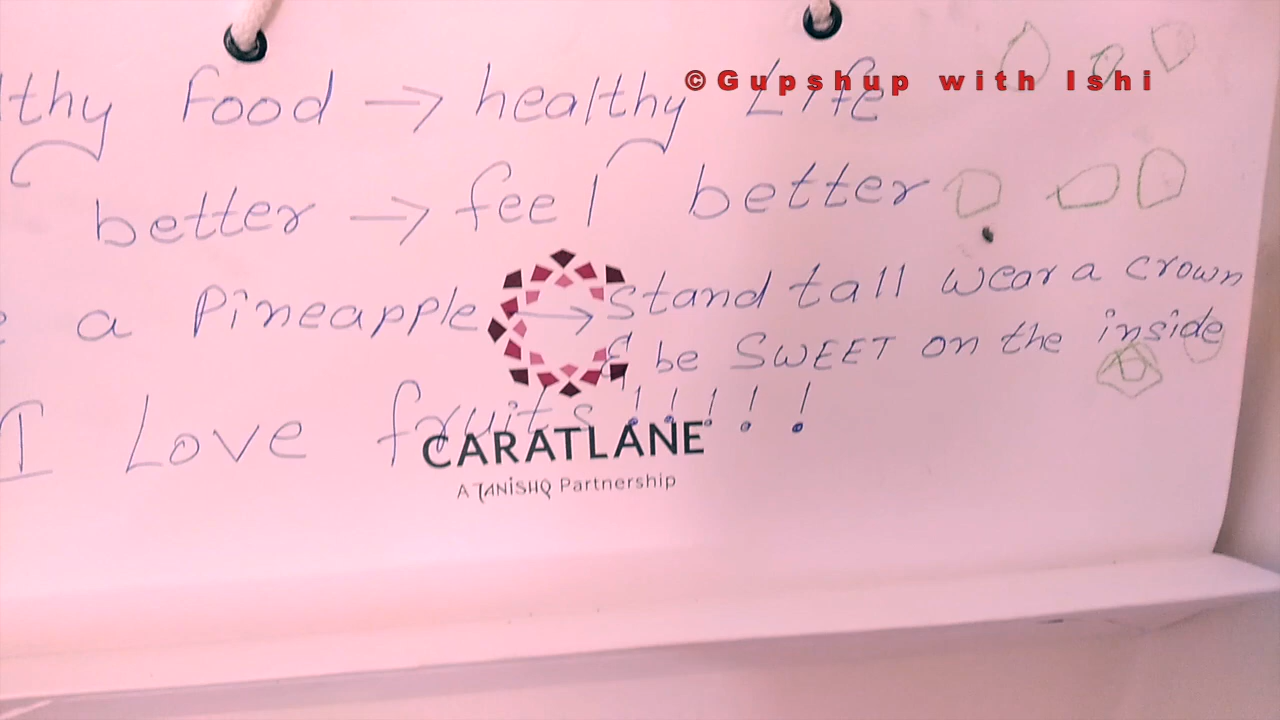 ©Gupshup with Ishi
lthy food → healthy Life
better → feel better
a Pineapple → Stand tall wear a crown
& be SWEET on the inside
I Love fruits!!!!!
CARATLANE
A TANISHQ Partnership